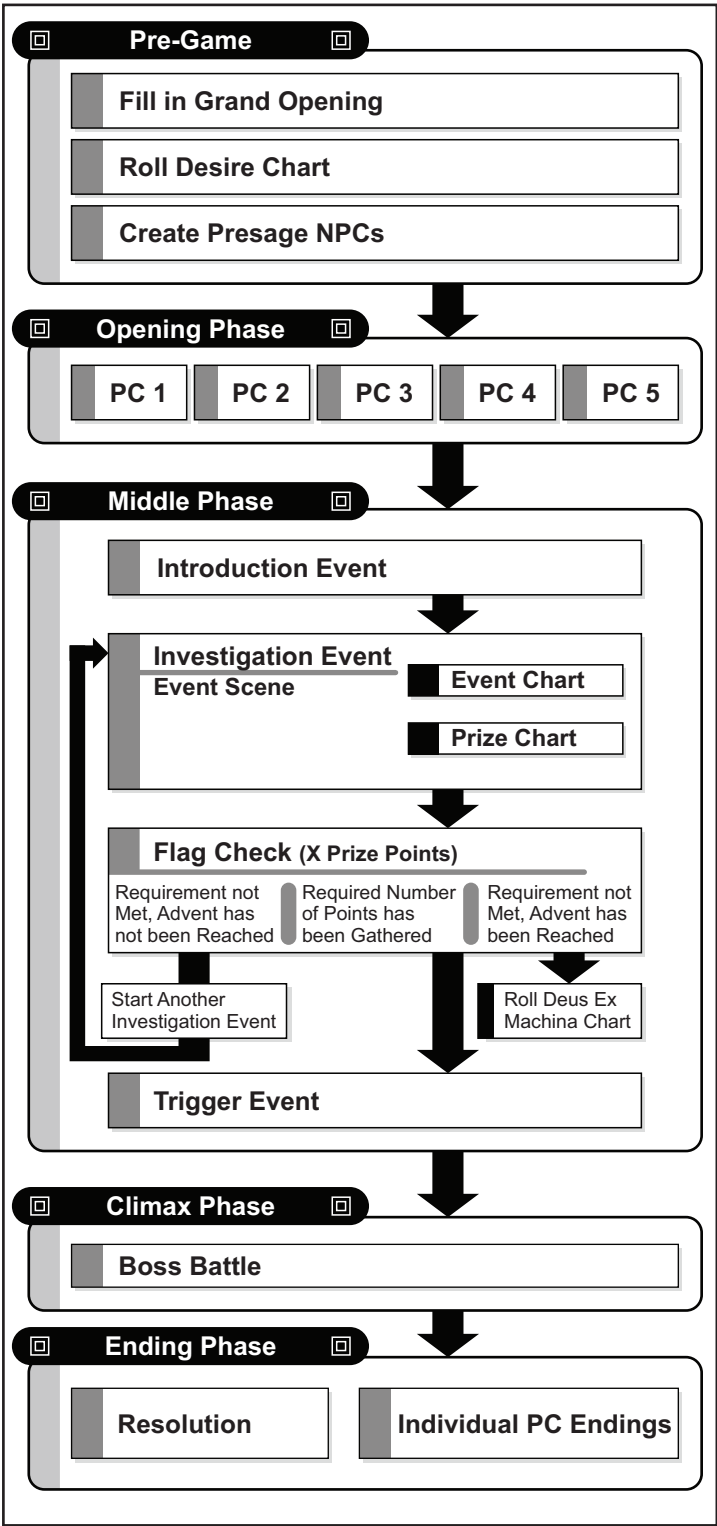 Pre-Game
Fill in Grand Opening
Roll Desire Chart
Create Presage NPCs
Opening Phase
PC 1
PC 2
PC 3
PC 4
PC 5
Middle Phase
Introduction Event
Investigation Event
Event Scene
Event Chart
Prize Chart
Flag Check (X Prize Points)
Requirement not
Met, Advent has
not been Reached
Required Number
of Points has
been Gathered
Requirement not
Met, Advent has
been Reached
Start Another
Investigation Event
Roll Deus Ex
Machina Chart
Trigger Event
Climax Phase
Boss Battle
Ending Phase
Resolution
Individual PC Endings